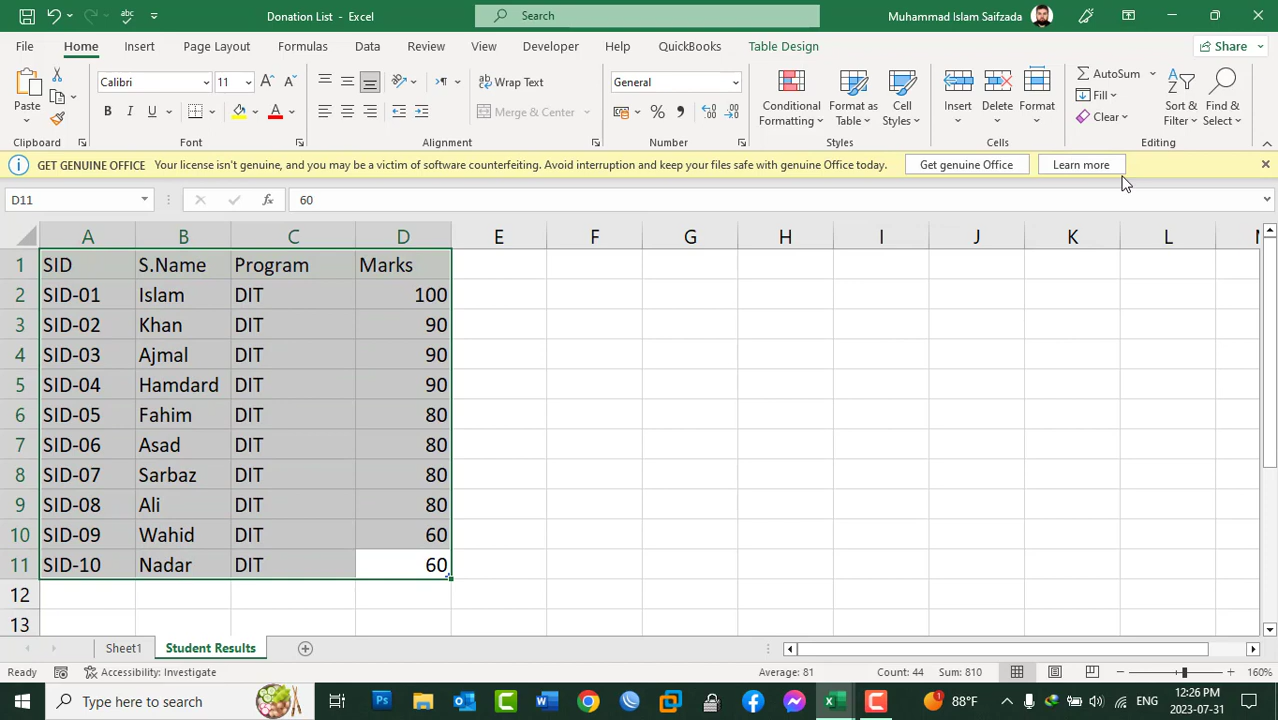 Donation List - Excel
Search
Muhammad Islam Saifzada
File Home Insert Page Layout Formulas Data Review View Developer Help QuickBooks Table Design Share
Paste
Calibri 11
B I U
General
Wrap Text
Merge & Center
Conditional Formatting
Format as Table
Cell Styles
Insert Delete Format
AutoSum
Fill
Clear
Sort & Filter
Find & Select
Clipboard Font Alignment Number Styles Cells Editing
GET GENUINE OFFICE Your license isn't genuine, and you may be a victim of software counterfeiting. Avoid interruption and keep your files safe with genuine Office today. Get genuine Office Learn more
D11 fx 60
A B C D E F G H I J K L
1 SID S.Name Program Marks
2 SID-01 Islam DIT 100
3 SID-02 Khan DIT 90
4 SID-03 Ajmal DIT 90
5 SID-04 Hamdard DIT 90
6 SID-05 Fahim DIT 80
7 SID-06 Asad DIT 80
8 SID-07 Sarbaz DIT 80
9 SID-08 Ali DIT 80
10 SID-09 Wahid DIT 60
11 SID-10 Nadar DIT 60
12
13
Sheet1 Student Results
Ready Accessibility: Investigate Average: 81 Count: 44 Sum: 810 160%
Type here to search
88°F
ENG
12:26 PM
2023-07-31